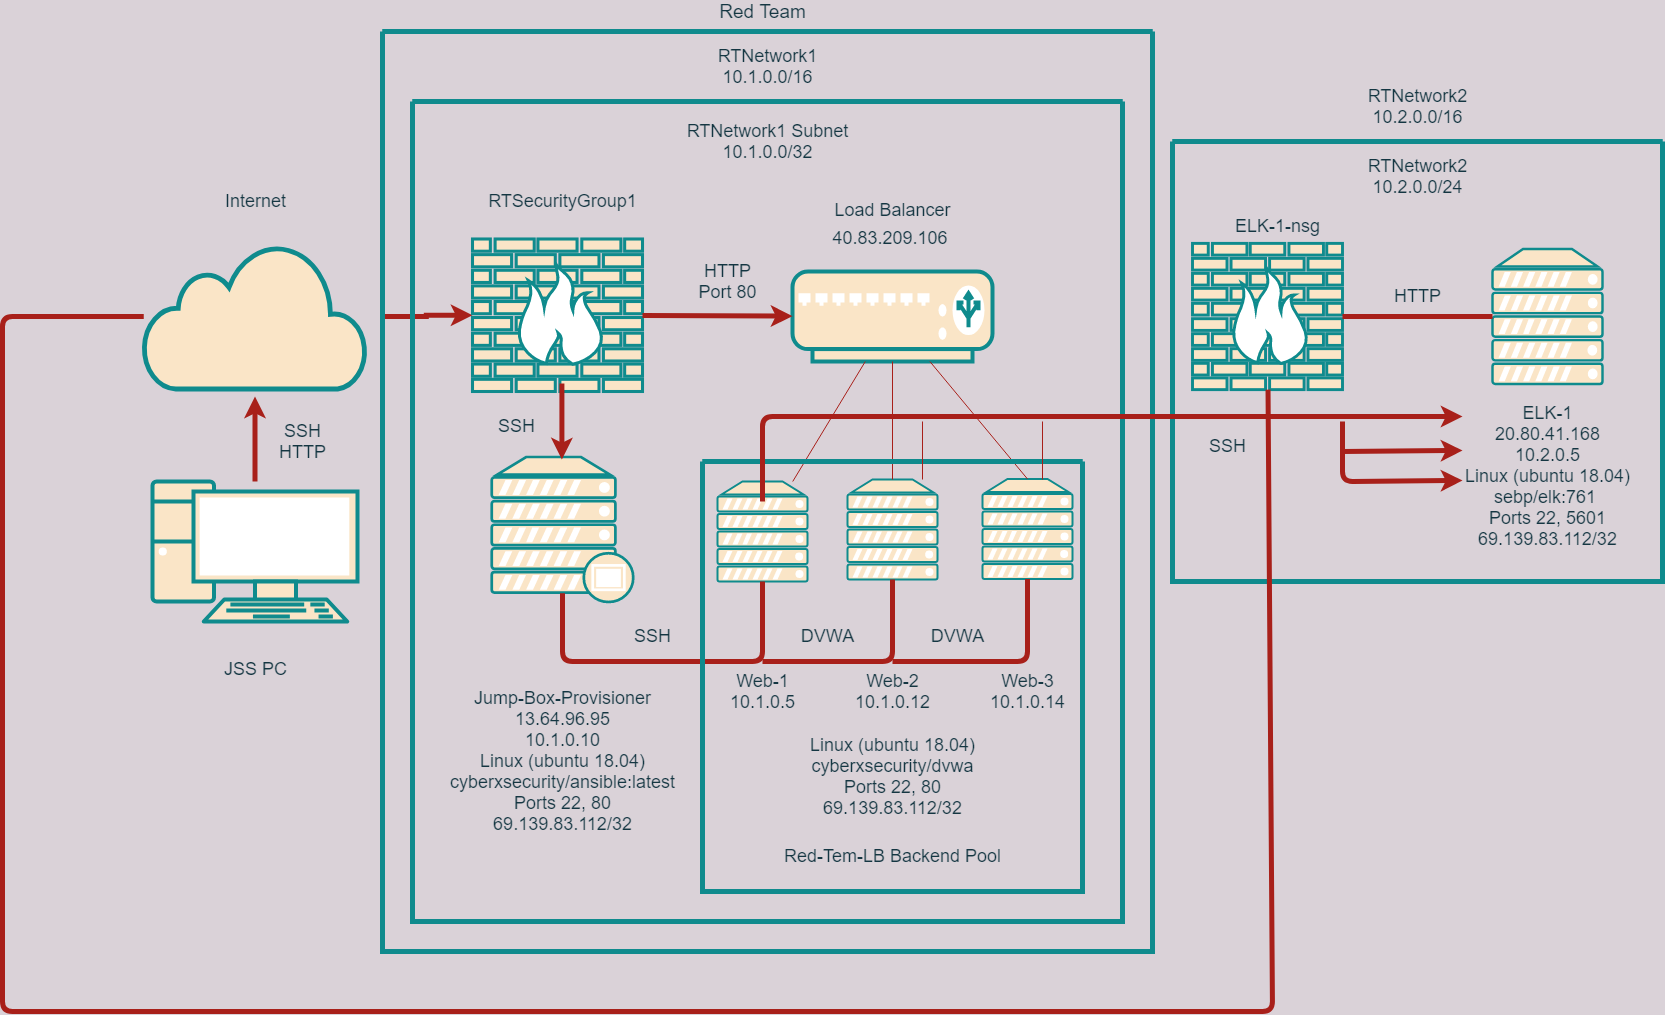 Red Team
RTNetwork1
10.1.0.0/16
RTNetwork1 Subnet
10.1.0.0/32
RTNetwork2
10.2.0.0/16
RTNetwork2
10.2.0.0/24
Internet
RTSecurityGroup1
Load Balancer
40.83.209.106
ELK-1-nsg
HTTP
Port 80
HTTP
SSH
HTTP
SSH
SSH
ELK-1
20.80.41.168
10.2.0.5
Linux (ubuntu 18.04)
sebp/elk:761
Ports 22, 5601
69.139.83.112/32
JSS PC
SSH
DVWA
DVWA
Web-1
10.1.0.5
Web-2
10.1.0.12
Web-3
10.1.0.14
Jump-Box-Provisioner
13.64.96.95
10.1.0.10
Linux (ubuntu 18.04)
cyberxsecurity/ansible:latest
Ports 22, 80
69.139.83.112/32
Linux (ubuntu 18.04)
cyberxsecurity/dvwa
Ports 22, 80
69.139.83.112/32
Red-Tem-LB Backend Pool